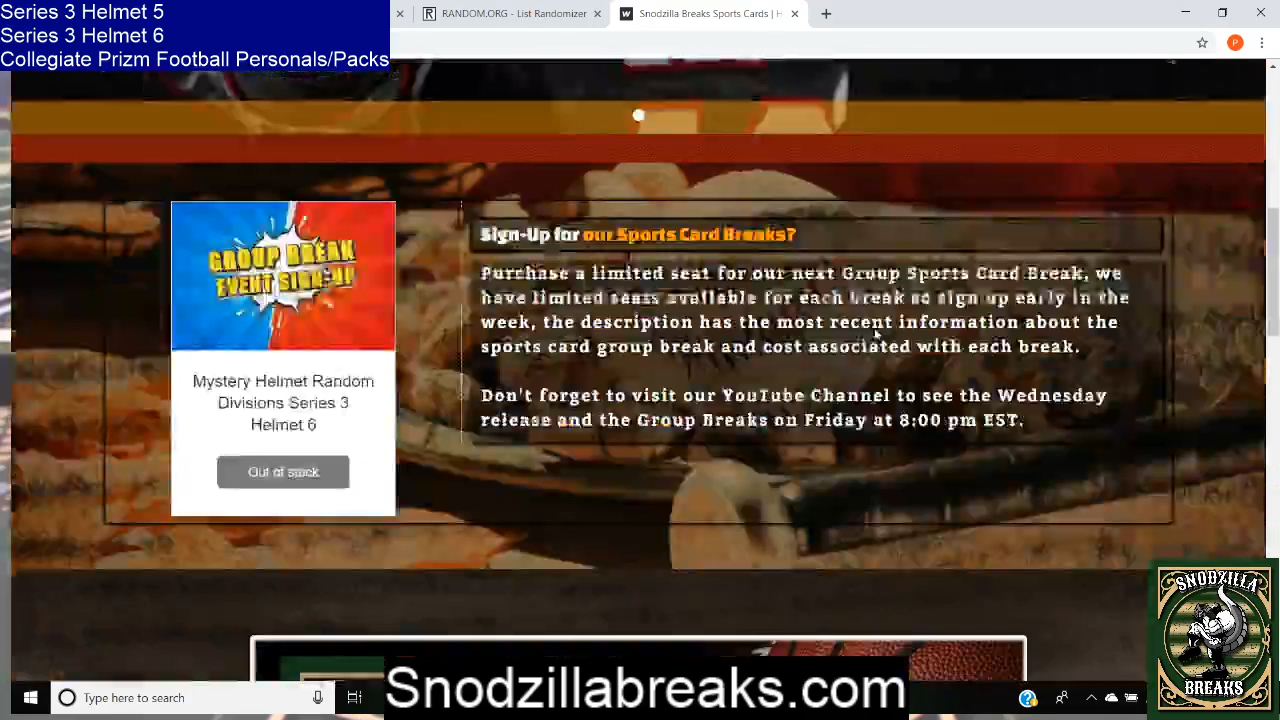 Series 3 Helmet 5
Series 3 Helmet 6
Collegiate Prizm Football Personals/Packs
RANDOM.ORG - List Randomizer
Snodzilla Breaks Sports Cards | H
P
GROUP BREAK
EVENT SIGN-UP
Mystery Helmet Random
Divisions Series 3
Helmet 6
Out of stock
Sign-Up for our Sports Card Breaks?
Purchase a limited seat for our next Group Sports Card Break, we
have limited seats available for each break so sign up early in the
week, the description has the most recent information about the
sports card group break and cost associated with each break.
Don't forget to visit our YouTube Channel to see the Wednesday
release and the Group Breaks on Friday at 8:00 pm EST.
SNODZILLA
BREAKS
Type here to search
Snodzillabreaks.com